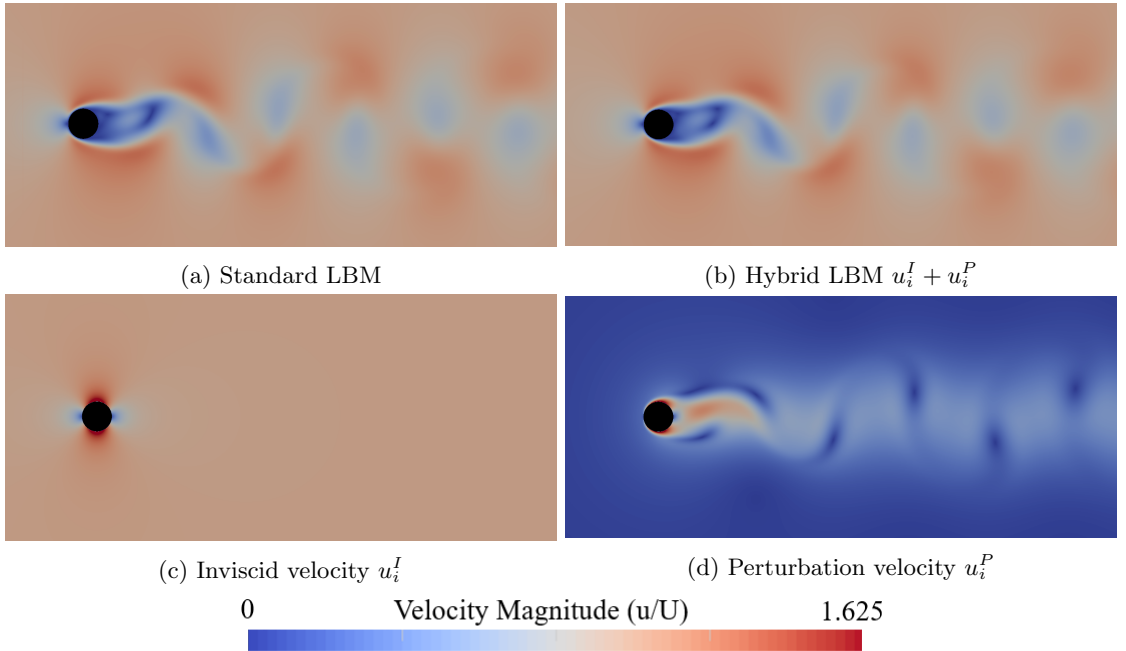 (a) Standard LBM
(b) Hybrid LBM $u_i^I + u_i^P$
(c) Inviscid velocity $u_i^I$
(d) Perturbation velocity $u_i^P$
0 Velocity Magnitude (u/U) 1.625